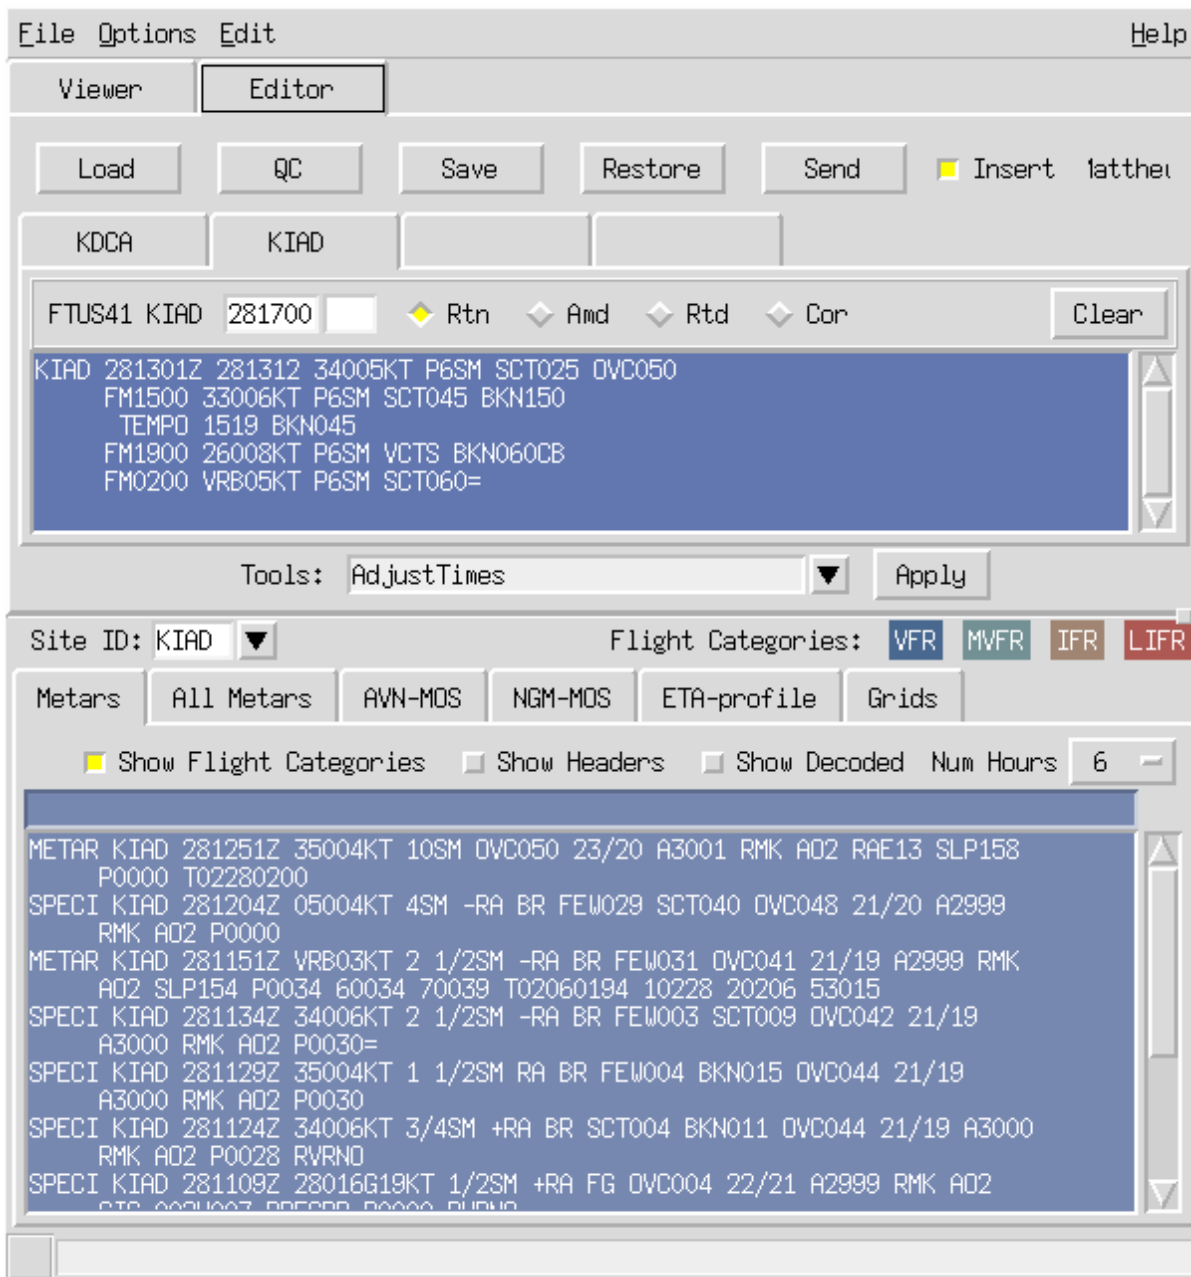 File Options Edit Help
Viewer Editor
Load QC Save Restore Send Insert
KDCA KIAD
FTUS41 KIAD 281700 Rtn Amd Rtd Cor Clear
KIAD 281301Z 281312 34005KT P6SM SCT025 OVC050
FM1500 33006KT P6SM SCT045 BKN150
TEMPO 1519 BKN045
FM1900 26008KT P6SM VCTS BKN060CB
FM0200 VRB05KT P6SM SCT060=
Tools: AdjustTimes Apply
Site ID: KIAD Flight Categories: VFR MVFR IFR LIFR
Metars All Metars AVN-MOS NGM-MOS ETA-profile Grids
Show Flight Categories Show Headers Show Decoded Num Hours 6
METAR KIAD 281251Z 35004KT 10SM OVC050 23/20 A3001 RMK AO2 RAE13 SLP158
P0000 T02280200
SPECI KIAD 281204Z 05004KT 4SM -RA BR FEW029 SCT040 OVC048 21/20 A2999
RMK AO2 P0000
METAR KIAD 281151Z VRB03KT 2 1/2SM -RA BR FEW031 OVC041 21/19 A2999 RMK
AO2 SLP154 P0034 60034 70039 T02060194 10228 20206 53015
SPECI KIAD 281134Z 34006KT 2 1/2SM -RA BR FEW003 SCT009 OVC042 21/19
A3000 RMK AO2 P0030=
SPECI KIAD 281129Z 35004KT 1 1/2SM RA BR FEW004 BKN015 OVC044 21/19
A3000 RMK AO2 P0030
SPECI KIAD 281124Z 34006KT 3/4SM +RA BR SCT004 BKN011 OVC044 21/19 A3000
RMK AO2 P0028 RVRNO
SPECI KIAD 281109Z 28016G19KT 1/2SM +RA FG OVC004 22/21 A2999 RMK AO2